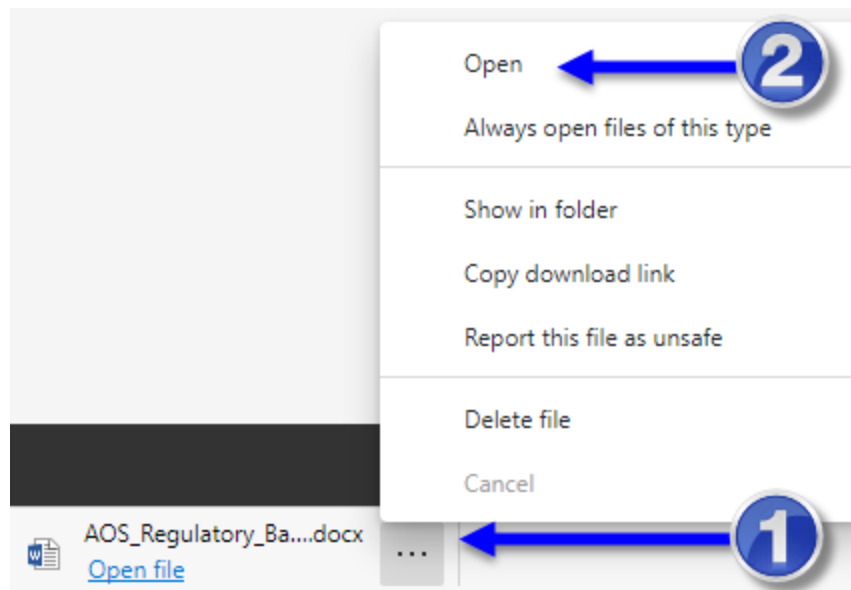 Open
2
Always open files of this type
Show in folder
Copy download link
Report this file as unsafe
Delete file
Cancel
AOS_Regulatory_Ba....docx
Open file
...
1